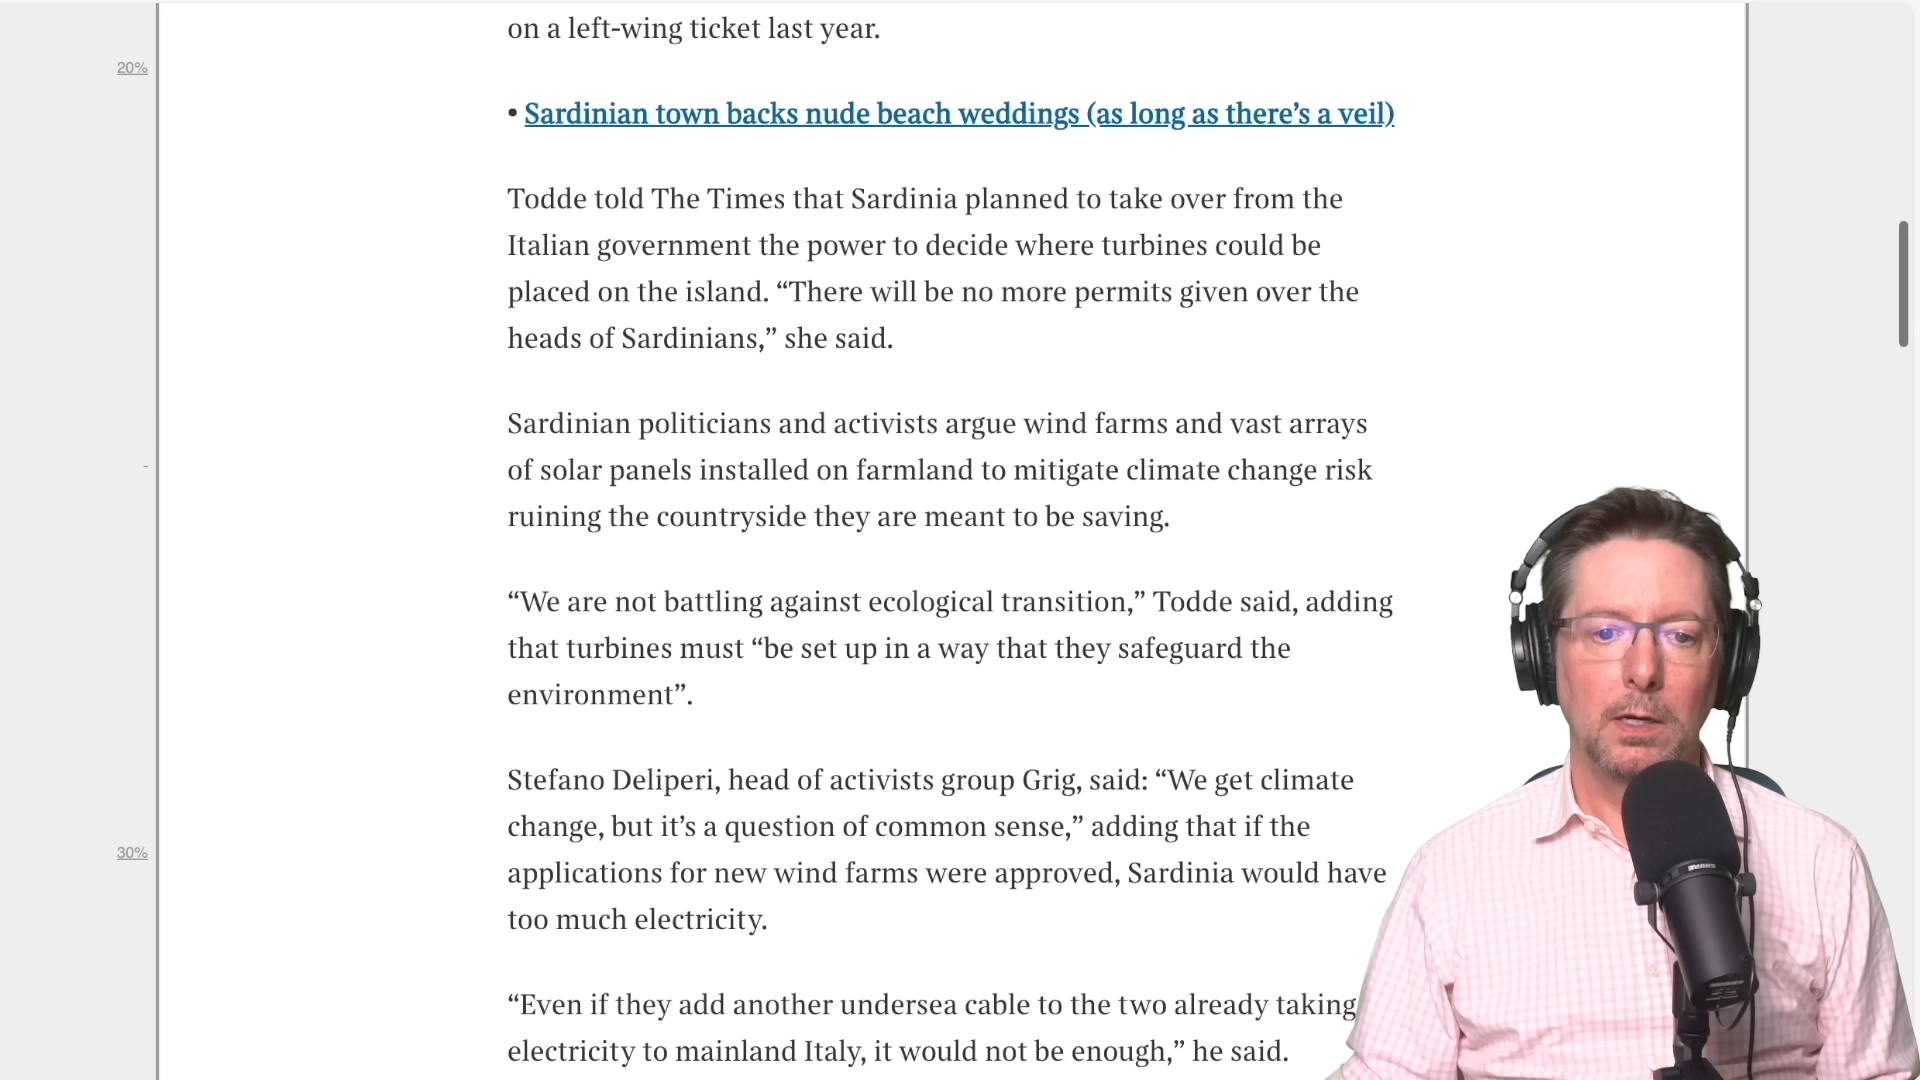 on a left-wing ticket last year.
20%
• Sardinian town backs nude beach weddings (as long as there’s a veil)
Todde told The Times that Sardinia planned to take over from the
Italian government the power to decide where turbines could be
placed on the island. “There will be no more permits given over the
heads of Sardinians,” she said.
Sardinian politicians and activists argue wind farms and vast arrays
of solar panels installed on farmland to mitigate climate change risk
ruining the countryside they are meant to be saving.
“We are not battling against ecological transition,” Todde said, adding
that turbines must “be set up in a way that they safeguard the
environment”.
Stefano Deliperi, head of activists group Grig, said: “We get climate
change, but it’s a question of common sense,” adding that if the
30%
applications for new wind farms were approved, Sardinia would have
too much electricity.
“Even if they add another undersea cable to the two already taking
electricity to mainland Italy, it would not be enough,” he said.